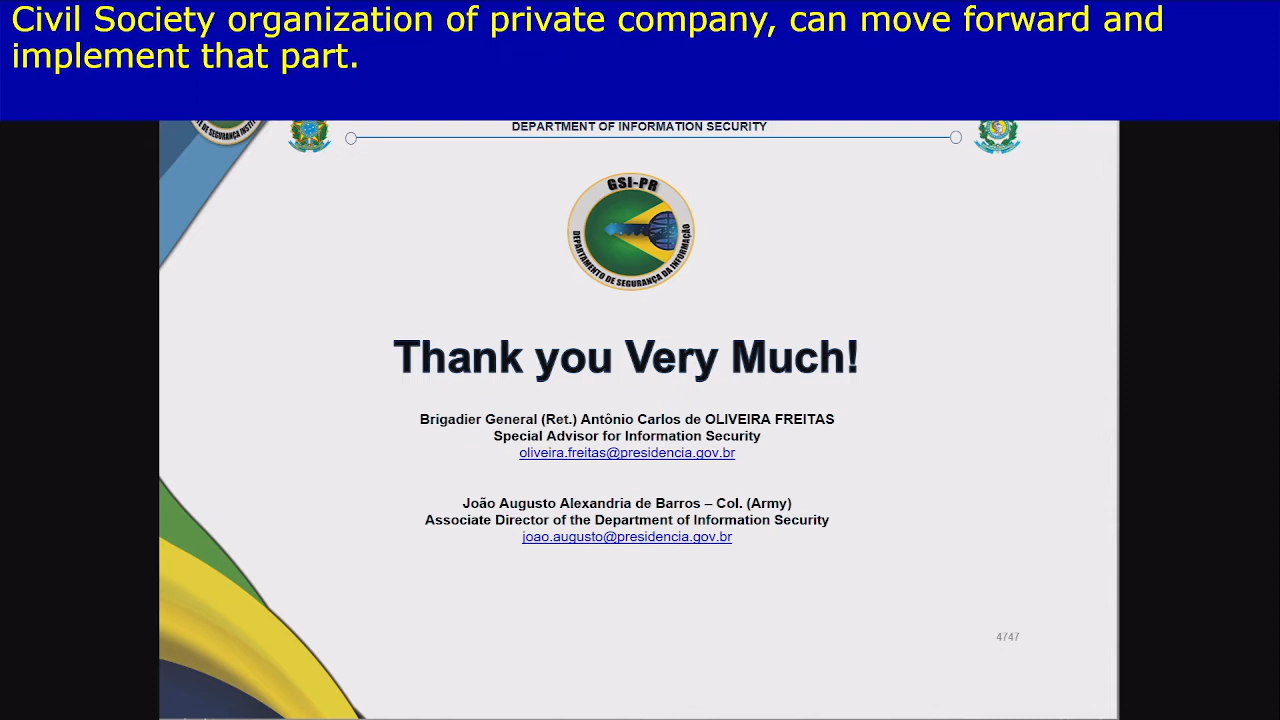 Civil Society organization of private company, can move forward and
implement that part.
DEPARTMENT OF INFORMATION SECURITY
GSI-PR
DEPARTAMENTO DE SEGURANÇA DA INFORMAÇÃO
Thank you Very Much!
Brigadier General (Ret.) Antônio Carlos de OLIVEIRA FREITAS
Special Advisor for Information Security
oliveira.freitas@presidencia.gov.br
João Augusto Alexandria de Barros – Col. (Army)
Associate Director of the Department of Information Security
joao.augusto@presidencia.gov.br
4747